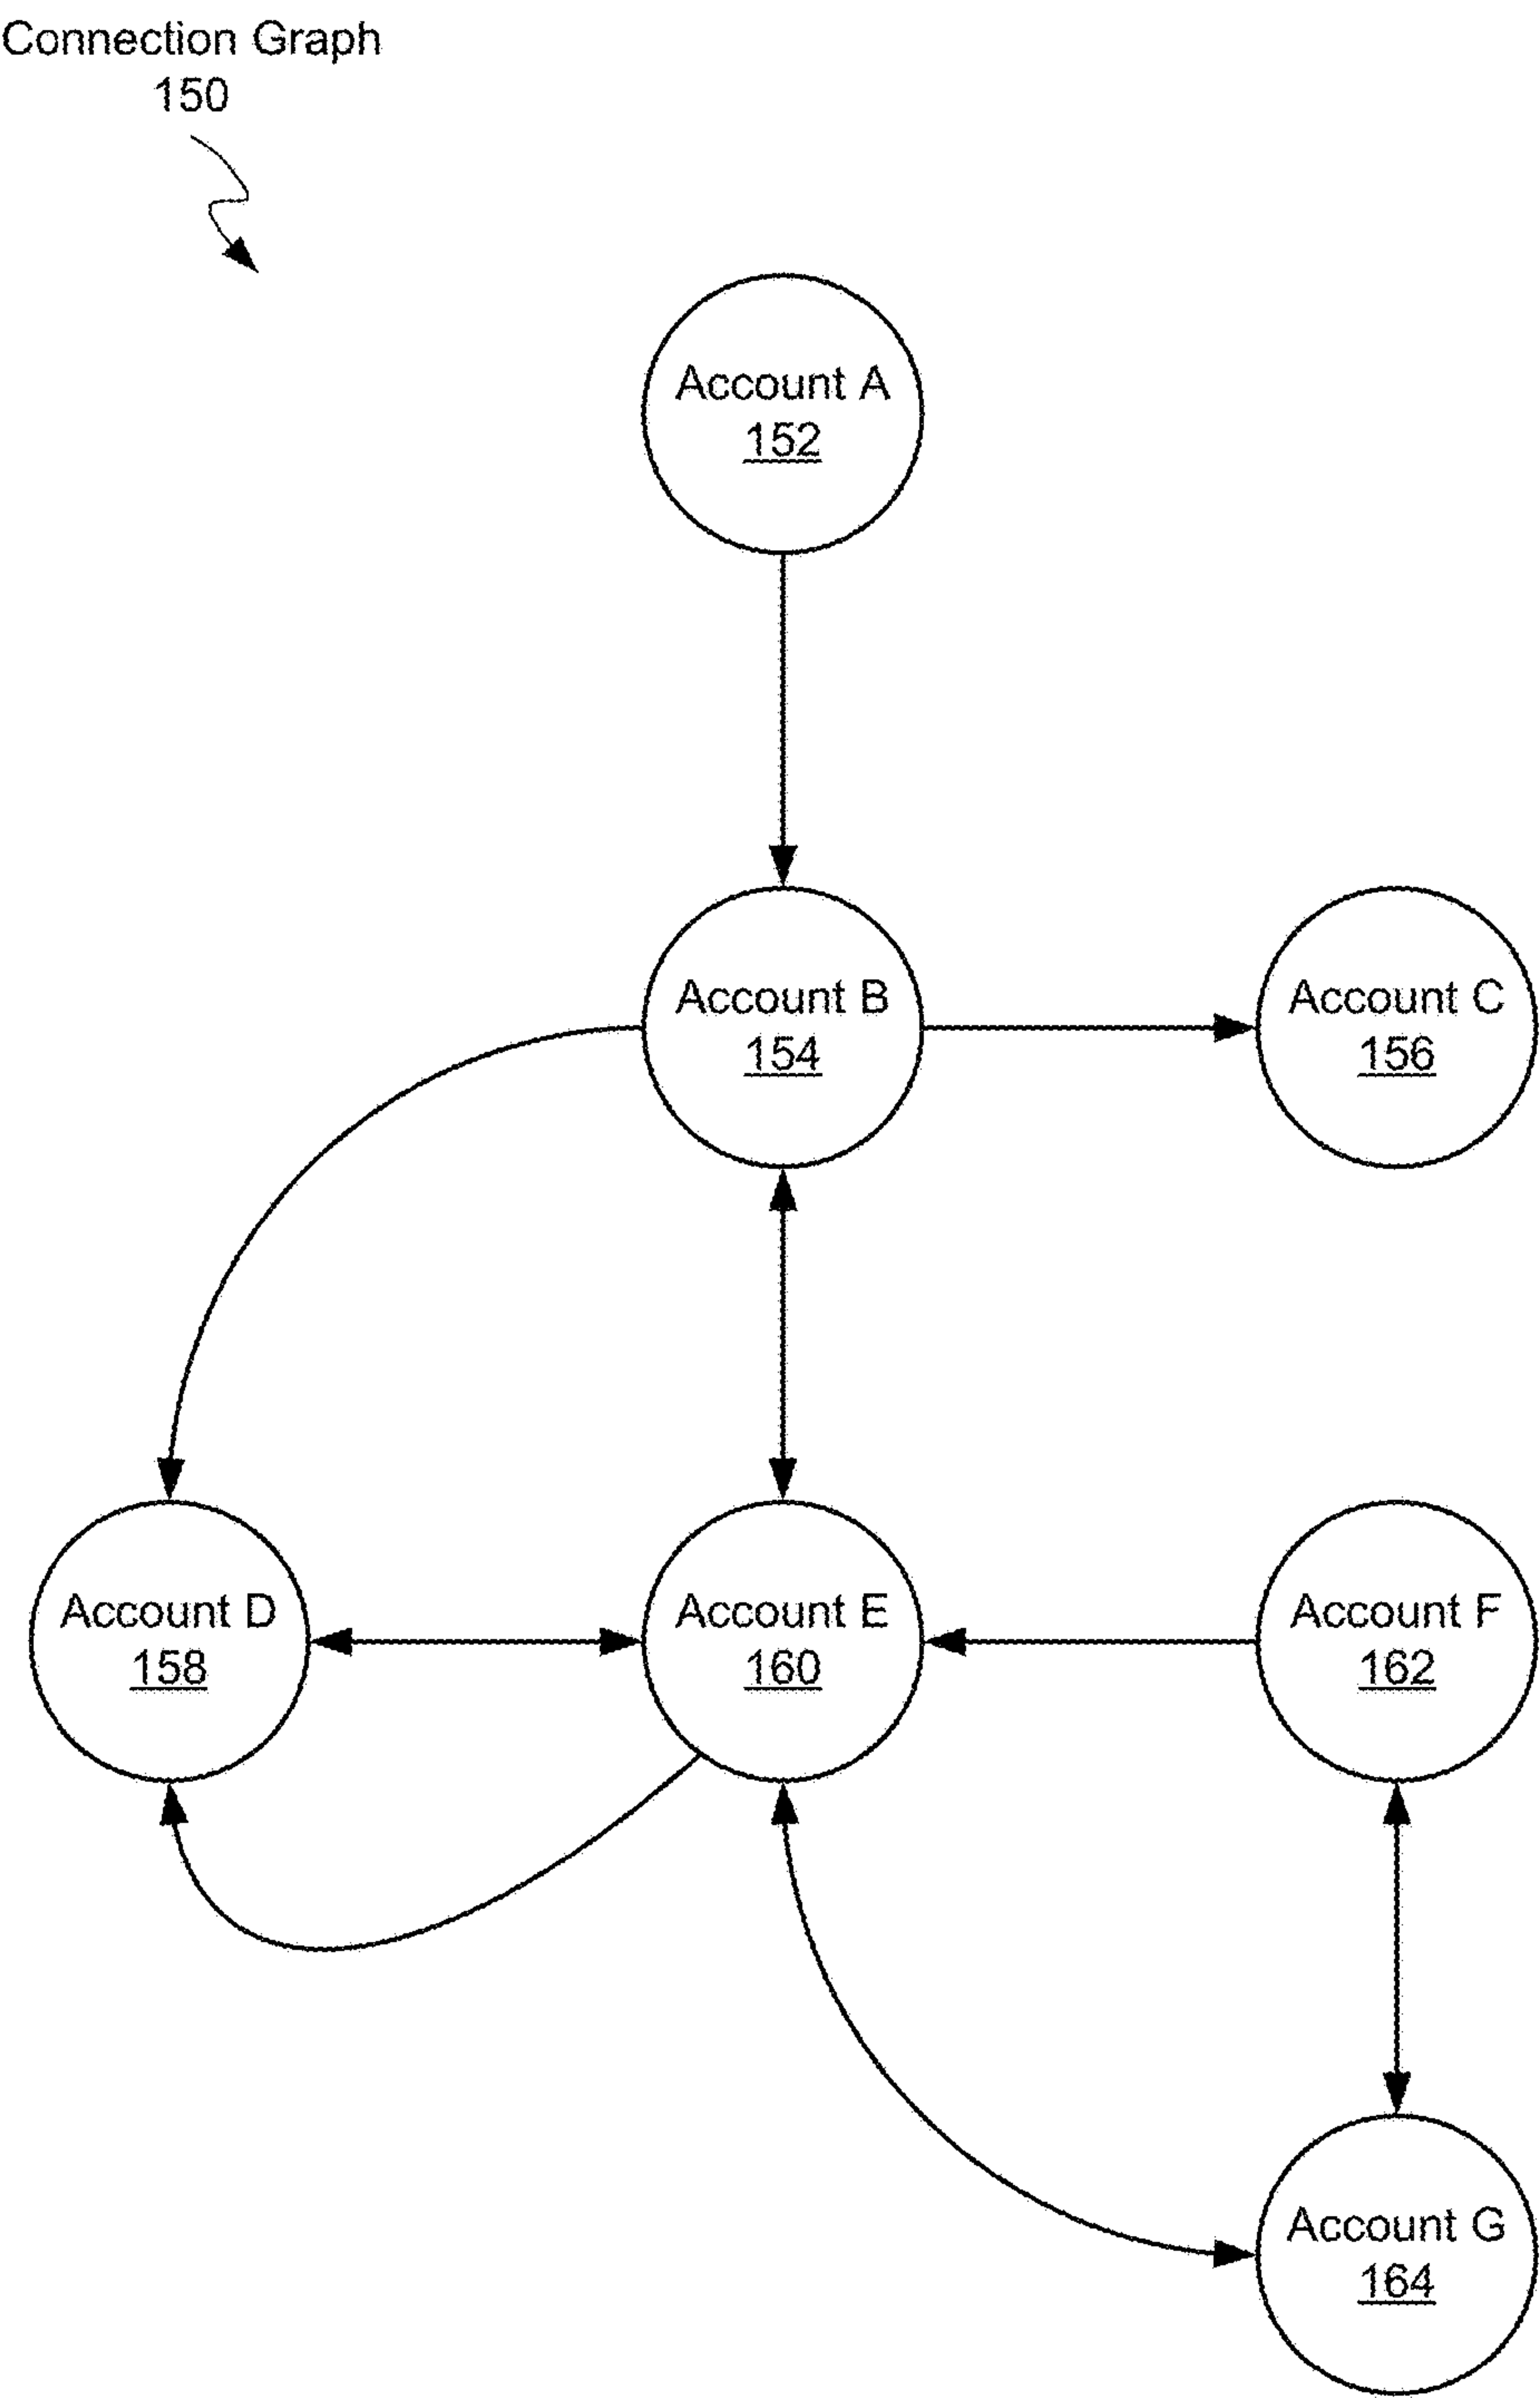 Connection Graph
150
Account A
152
Account B
154
Account C
156
Account D
158
Account E
160
Account F
162
Account G
164